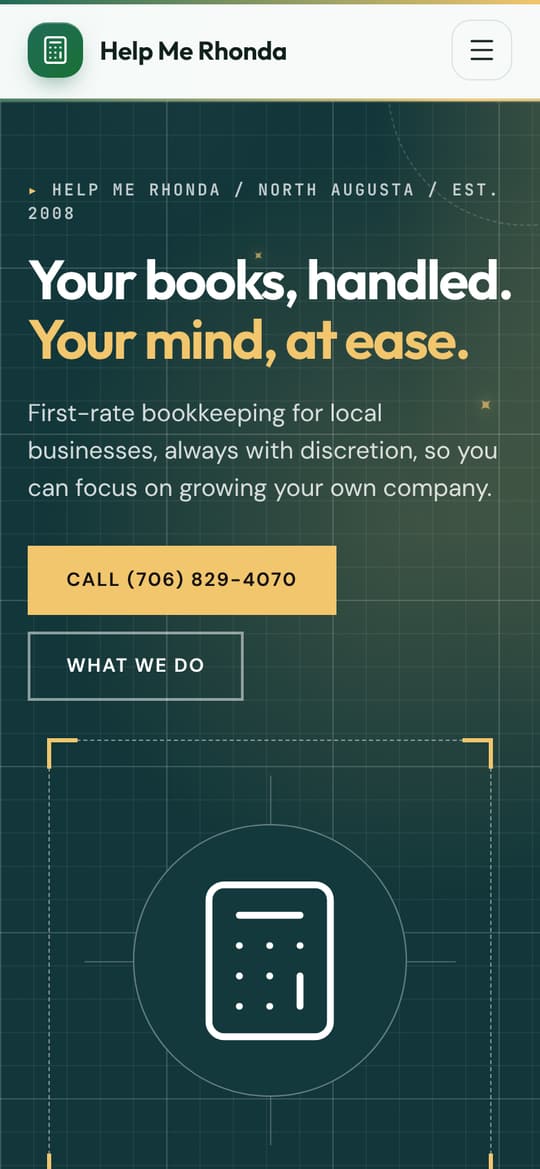 Help Me Rhonda
▸ HELP ME RHONDA / NORTH AUGUSTA / EST.
2008
Your books, handled.
Your mind, at ease.
First-rate bookkeeping for local
businesses, always with discretion, so you
can focus on growing your own company.
CALL (706) 829-4070
WHAT WE DO